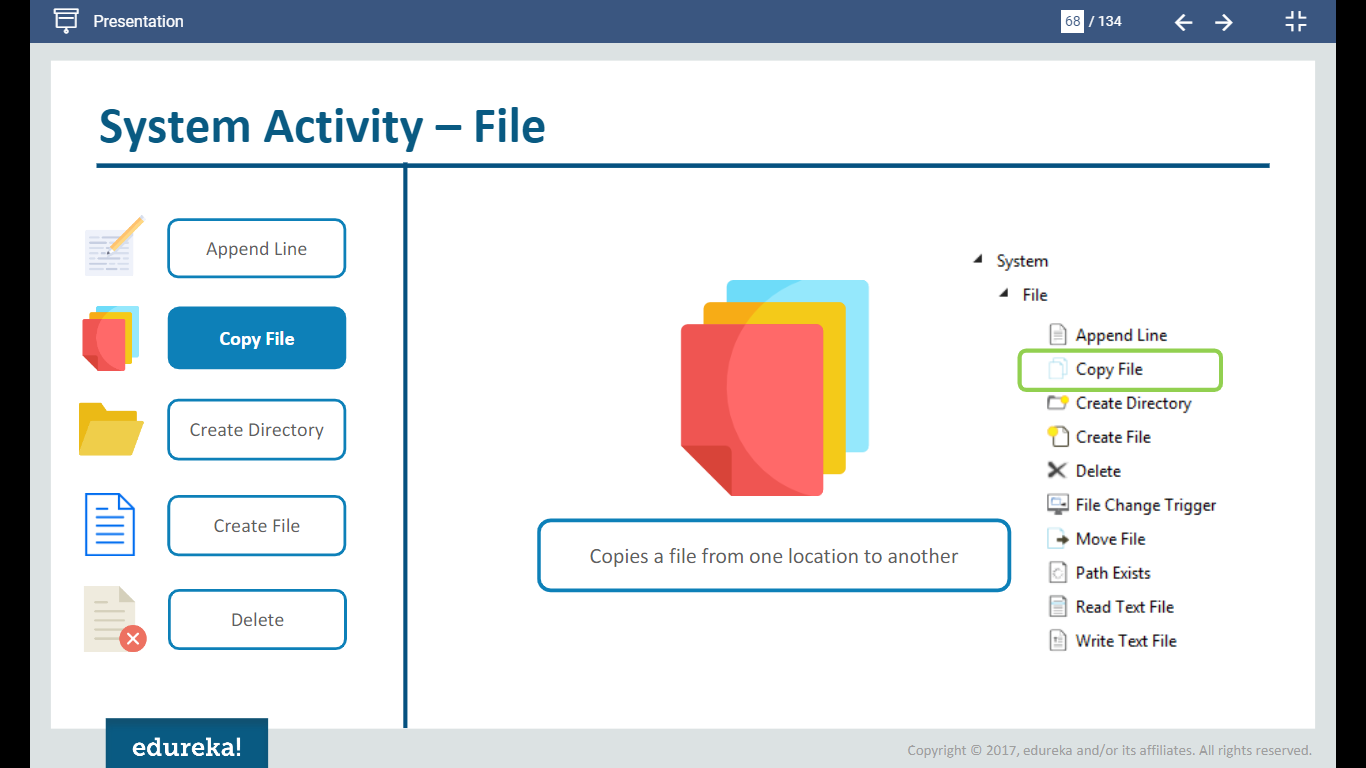 Presentation
68 / 134
System Activity – File
Append Line
Copy File
Create Directory
Create File
Delete
Copies a file from one location to another
System
File
Append Line
Copy File
Create Directory
Create File
Delete
File Change Trigger
Move File
Path Exists
Read Text File
Write Text File
edureka!
Copyright © 2017, edureka and/or its affiliates. All rights reserved.